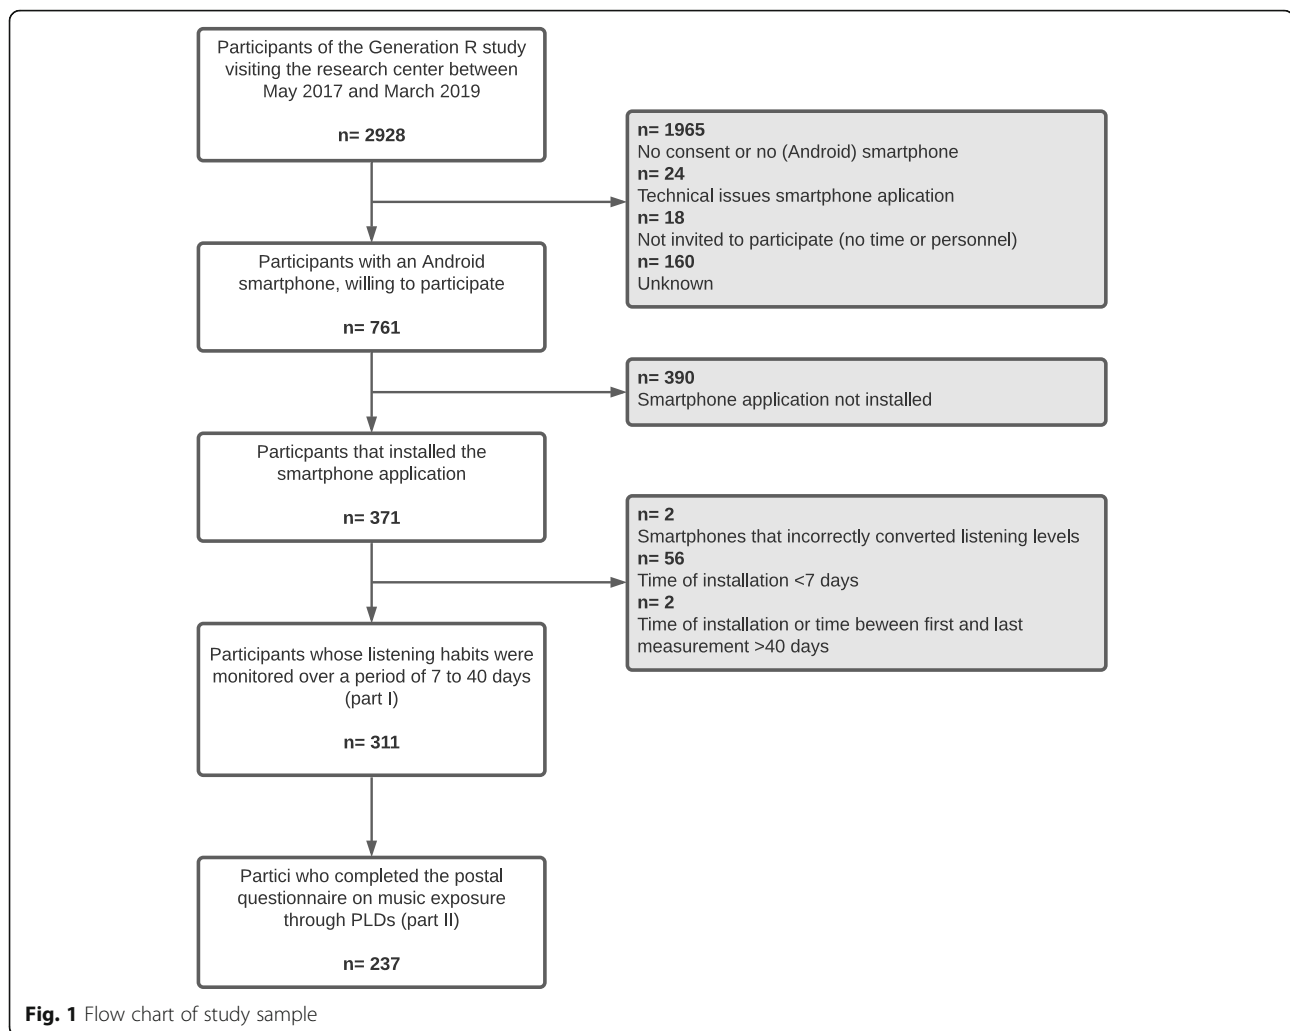 Participants of the Generation R study
visiting the research center between
May 2017 and March 2019
n= 2928
n= 1965
No consent or no (Android) smartphone
n= 24
Technical issues smartphone aplication
n= 18
Not invited to participate (no time or personnel)
n= 160
Unknown
Participants with an Android
smartphone, willing to participate
n= 761
n= 390
Smartphone application not installed
Particpants that installed the
smartphone application
n= 371
n= 2
Smartphones that incorrectly converted listening levels
n= 56
Time of installation <7 days
n= 2
Time of installation or time beween first and last
measurement >40 days
Participants whose listening habits were
monitored over a period of 7 to 40 days
(part I)
n= 311
Partici who completed the postal
questionnaire on music exposure
through PLDs (part II)
n= 237
Fig. 1 Flow chart of study sample